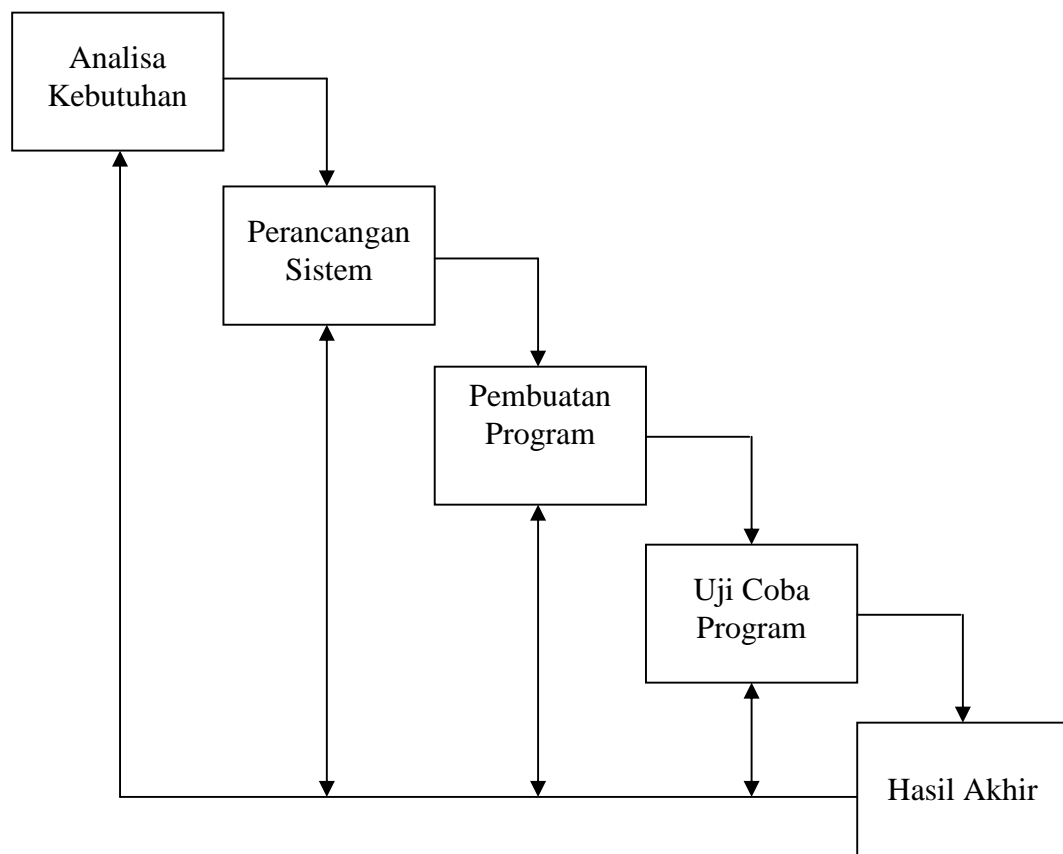 Analisa
Kebutuhan
Perancangan
Sistem
Pembuatan
Program
Uji Coba
Program
Hasil Akhir